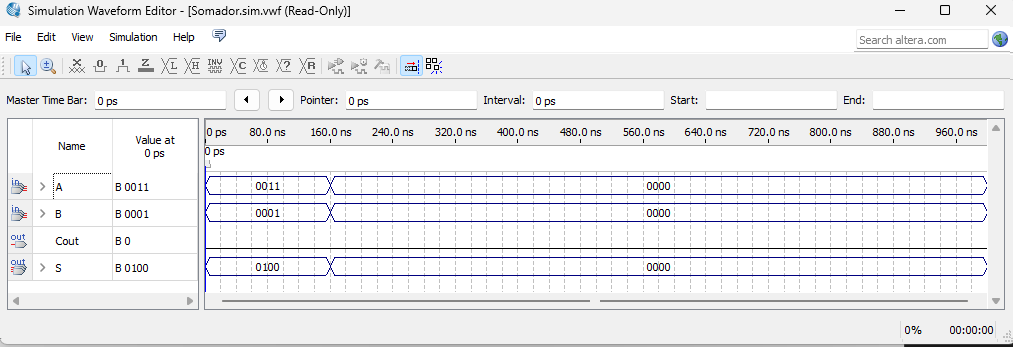 Simulation Waveform Editor - [Somador.sim.vwf (Read-Only)]
File Edit View Simulation Help
Search altera.com
Master Time Bar: 0 ps Pointer: 0 ps Interval: 0 ps Start: End:
Name Value at 0 ps
0 ps 80.0 ns 160.0 ns 240.0 ns 320.0 ns 400.0 ns 480.0 ns 560.0 ns 640.0 ns 720.0 ns 800.0 ns 880.0 ns 960.0 ns
0 ps
in A B 0011 0011 0000
in B B 0001 0001 0000
out Cout B 0
out S B 0100 0100 0000
0% 00:00:00